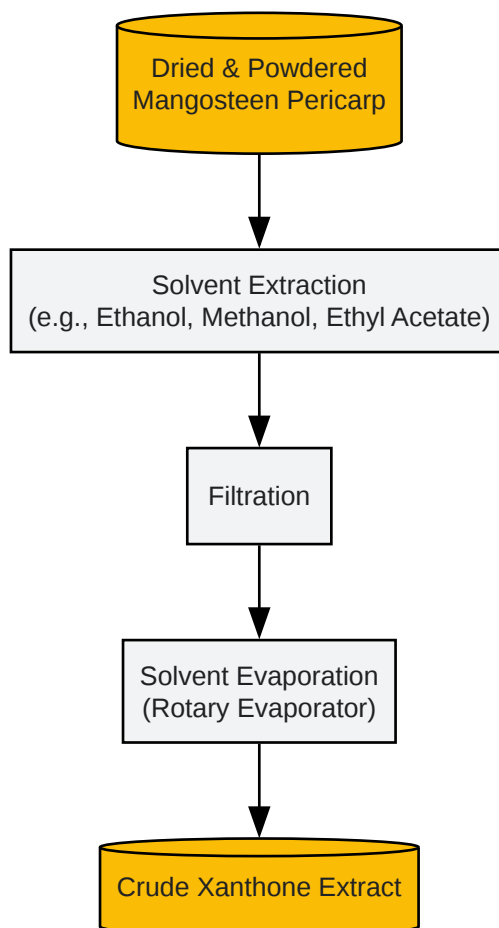 Dried & Powdered
Mangosteen Pericarp
Solvent Extraction
(e.g., Ethanol, Methanol, Ethyl Acetate)
Filtration
Solvent Evaporation
(Rotary Evaporator)
Crude Xanthone Extract